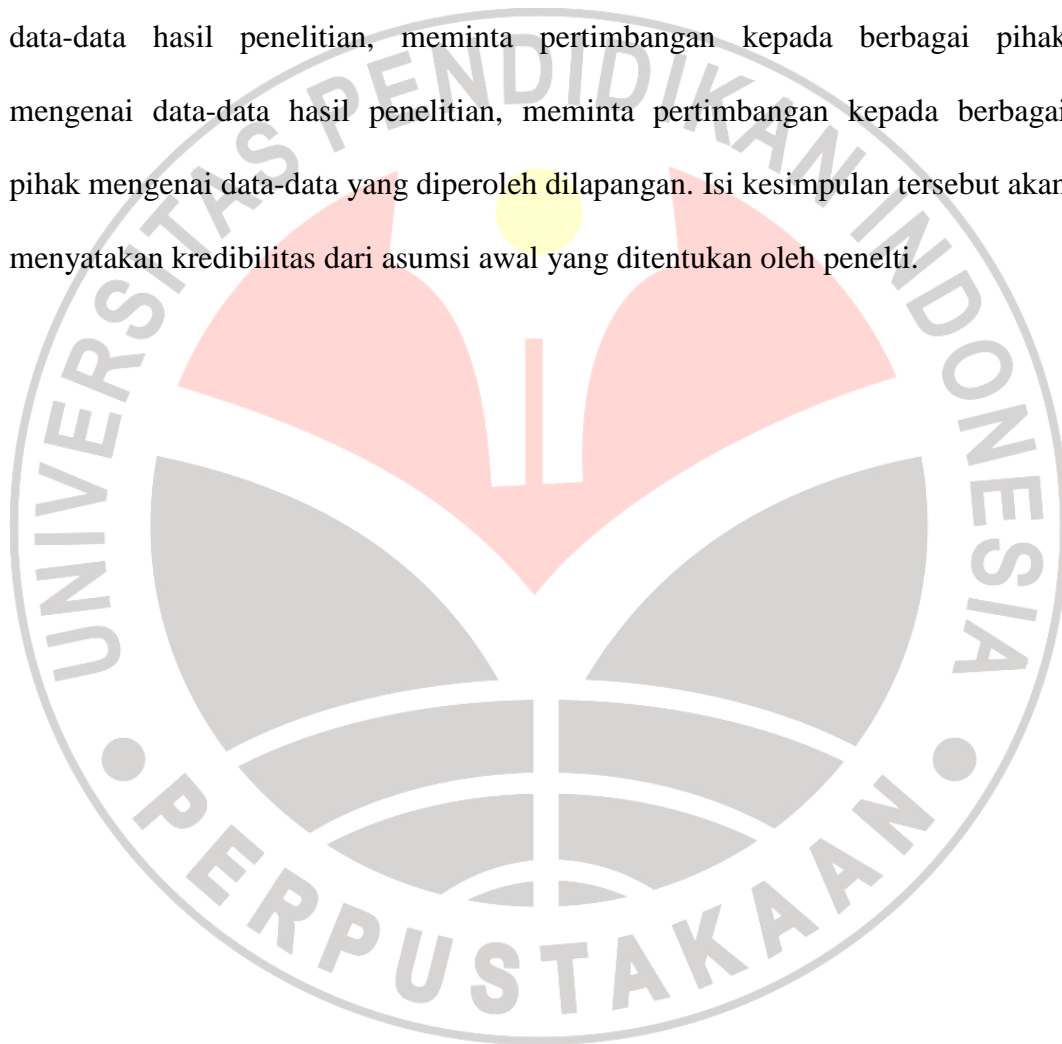 data-data hasil penelitian, meminta pertimbangan kepada berbagai pihak
mengenai data-data hasil penelitian, meminta pertimbangan kepada berbagai
pihak mengenai data-data yang diperoleh dilapangan. Isi kesimpulan tersebut akan
menyatakan kredibilitas dari asumsi awal yang ditentukan oleh penelti.
UNIVERSITAS PENDIDIKAN INDONESIA
PERPUSTAKAAN